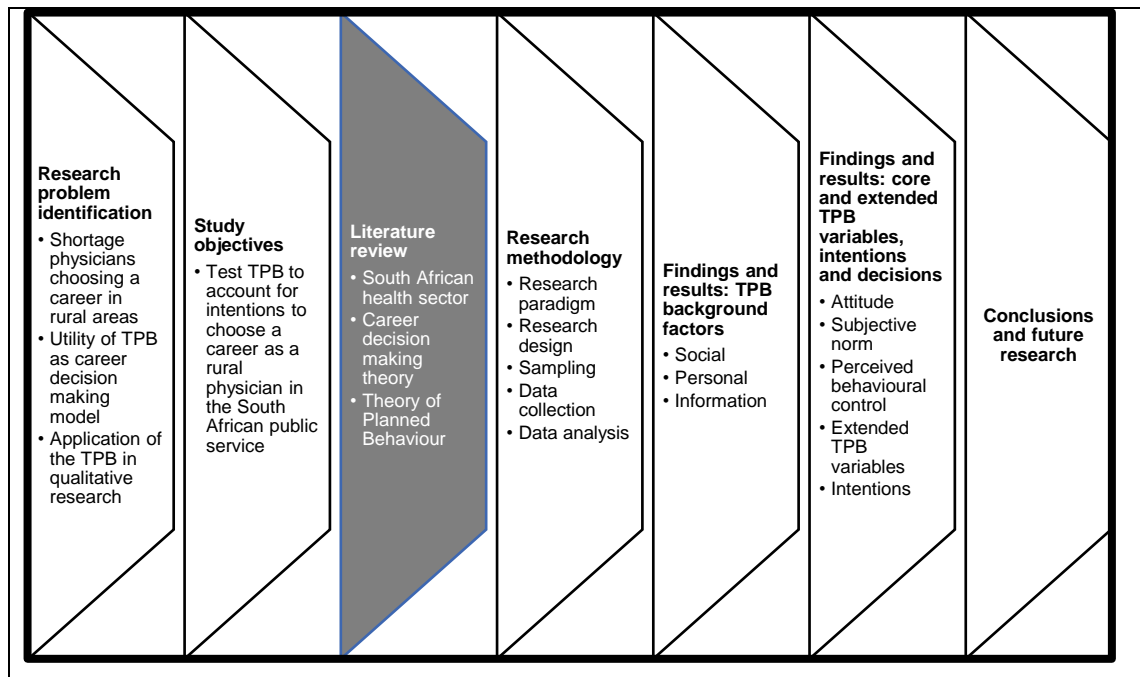 Research
problem
identification
• Shortage
physicians
choosing a
career in
rural areas
• Utility of TPB
as career
decision
making
model
• Application of
the TPB in
qualitative
research
Study
objectives
• Test TPB to
account for
intentions to
choose a
career as a
rural
physician in
the South
African public
service
Literature
review
• South African
health sector
• Career
decision
making
theory
• Theory of
Planned
Behaviour
Research
methodology
• Research
paradigm
• Research
design
• Sampling
• Data
collection
• Data analysis
Findings and
results: TPB
background
factors
• Social
• Personal
• Information
Findings and
results: core
and extended
TPB
variables,
intentions
and decisions
• Attitude
• Subjective
norm
• Perceived
behavioural
control
• Extended
TPB
variables
• Intentions
Conclusions
and future
research